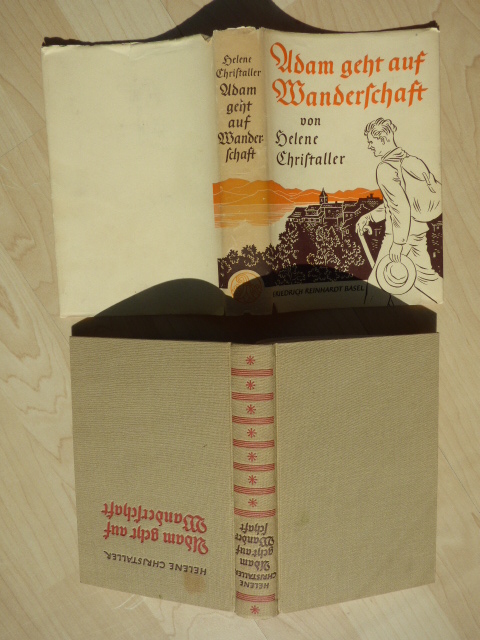 Helene
Christaller
Adam
geht
auf
Wander-
schaft
Adam geht auf
Wanderschaft
von
Helene
Christaller
FRIEDRICH REINHARDT BASEL
HELENE CHRISTALLER
Adam geht auf
Wanderschaft
HELENE
CHRISTALLER
Adam
geht auf
Wander
schaft